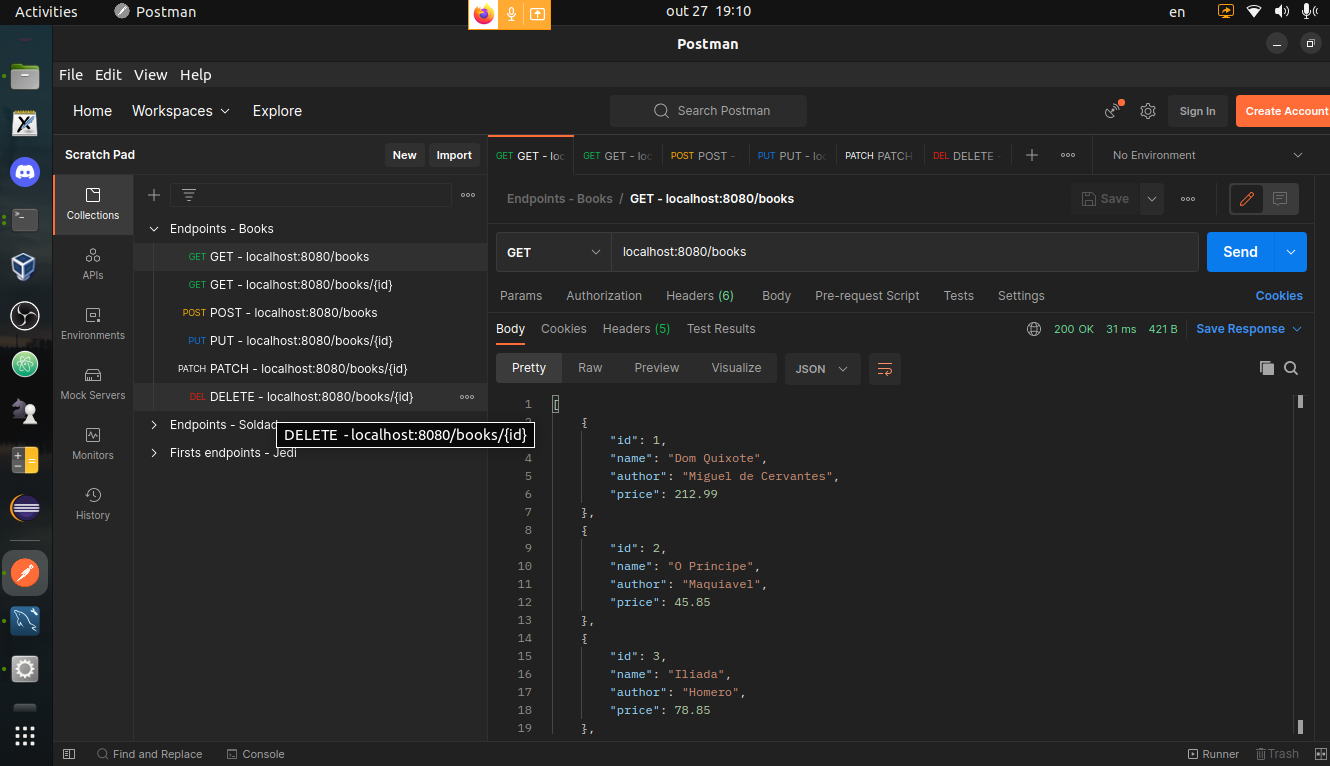 Activities Postman out 27 19:10 en
Postman
File Edit View Help
Home Workspaces Explore Search Postman Sign In Create Account
Scratch Pad New Import
GET GET - loc GET GET - loc POST POST - PUT PUT - loc PATCH PATCH DEL DELETE - No Environment
Collections
APIs
Environments
Mock Servers
Monitors
History
Endpoints - Books
GET GET - localhost:8080/books
GET GET - localhost:8080/books/{id}
POST POST - localhost:8080/books
PUT PUT - localhost:8080/books/{id}
PATCH PATCH - localhost:8080/books/{id}
DEL DELETE - localhost:8080/books/{id}
Endpoints - Soldad
DELETE - localhost:8080/books/{id}
Firsts endpoints - Jedi
Endpoints - Books / GET - localhost:8080/books Save
GET localhost:8080/books Send
Params Authorization Headers (6) Body Pre-request Script Tests Settings Cookies
Body Cookies Headers (5) Test Results 200 OK 31 ms 421 B Save Response
Pretty Raw Preview Visualize JSON
1 [
2 {
"id": 1,
4 "name": "Dom Quixote",
5 "author": "Miguel de Cervantes",
6 "price": 212.99
7 },
8 {
9 "id": 2,
10 "name": "O Principe",
11 "author": "Maquiavel",
12 "price": 45.85
13 },
14 {
15 "id": 3,
16 "name": "Iliada",
17 "author": "Homero",
18 "price": 78.85
19 },
Find and Replace Console Runner Trash